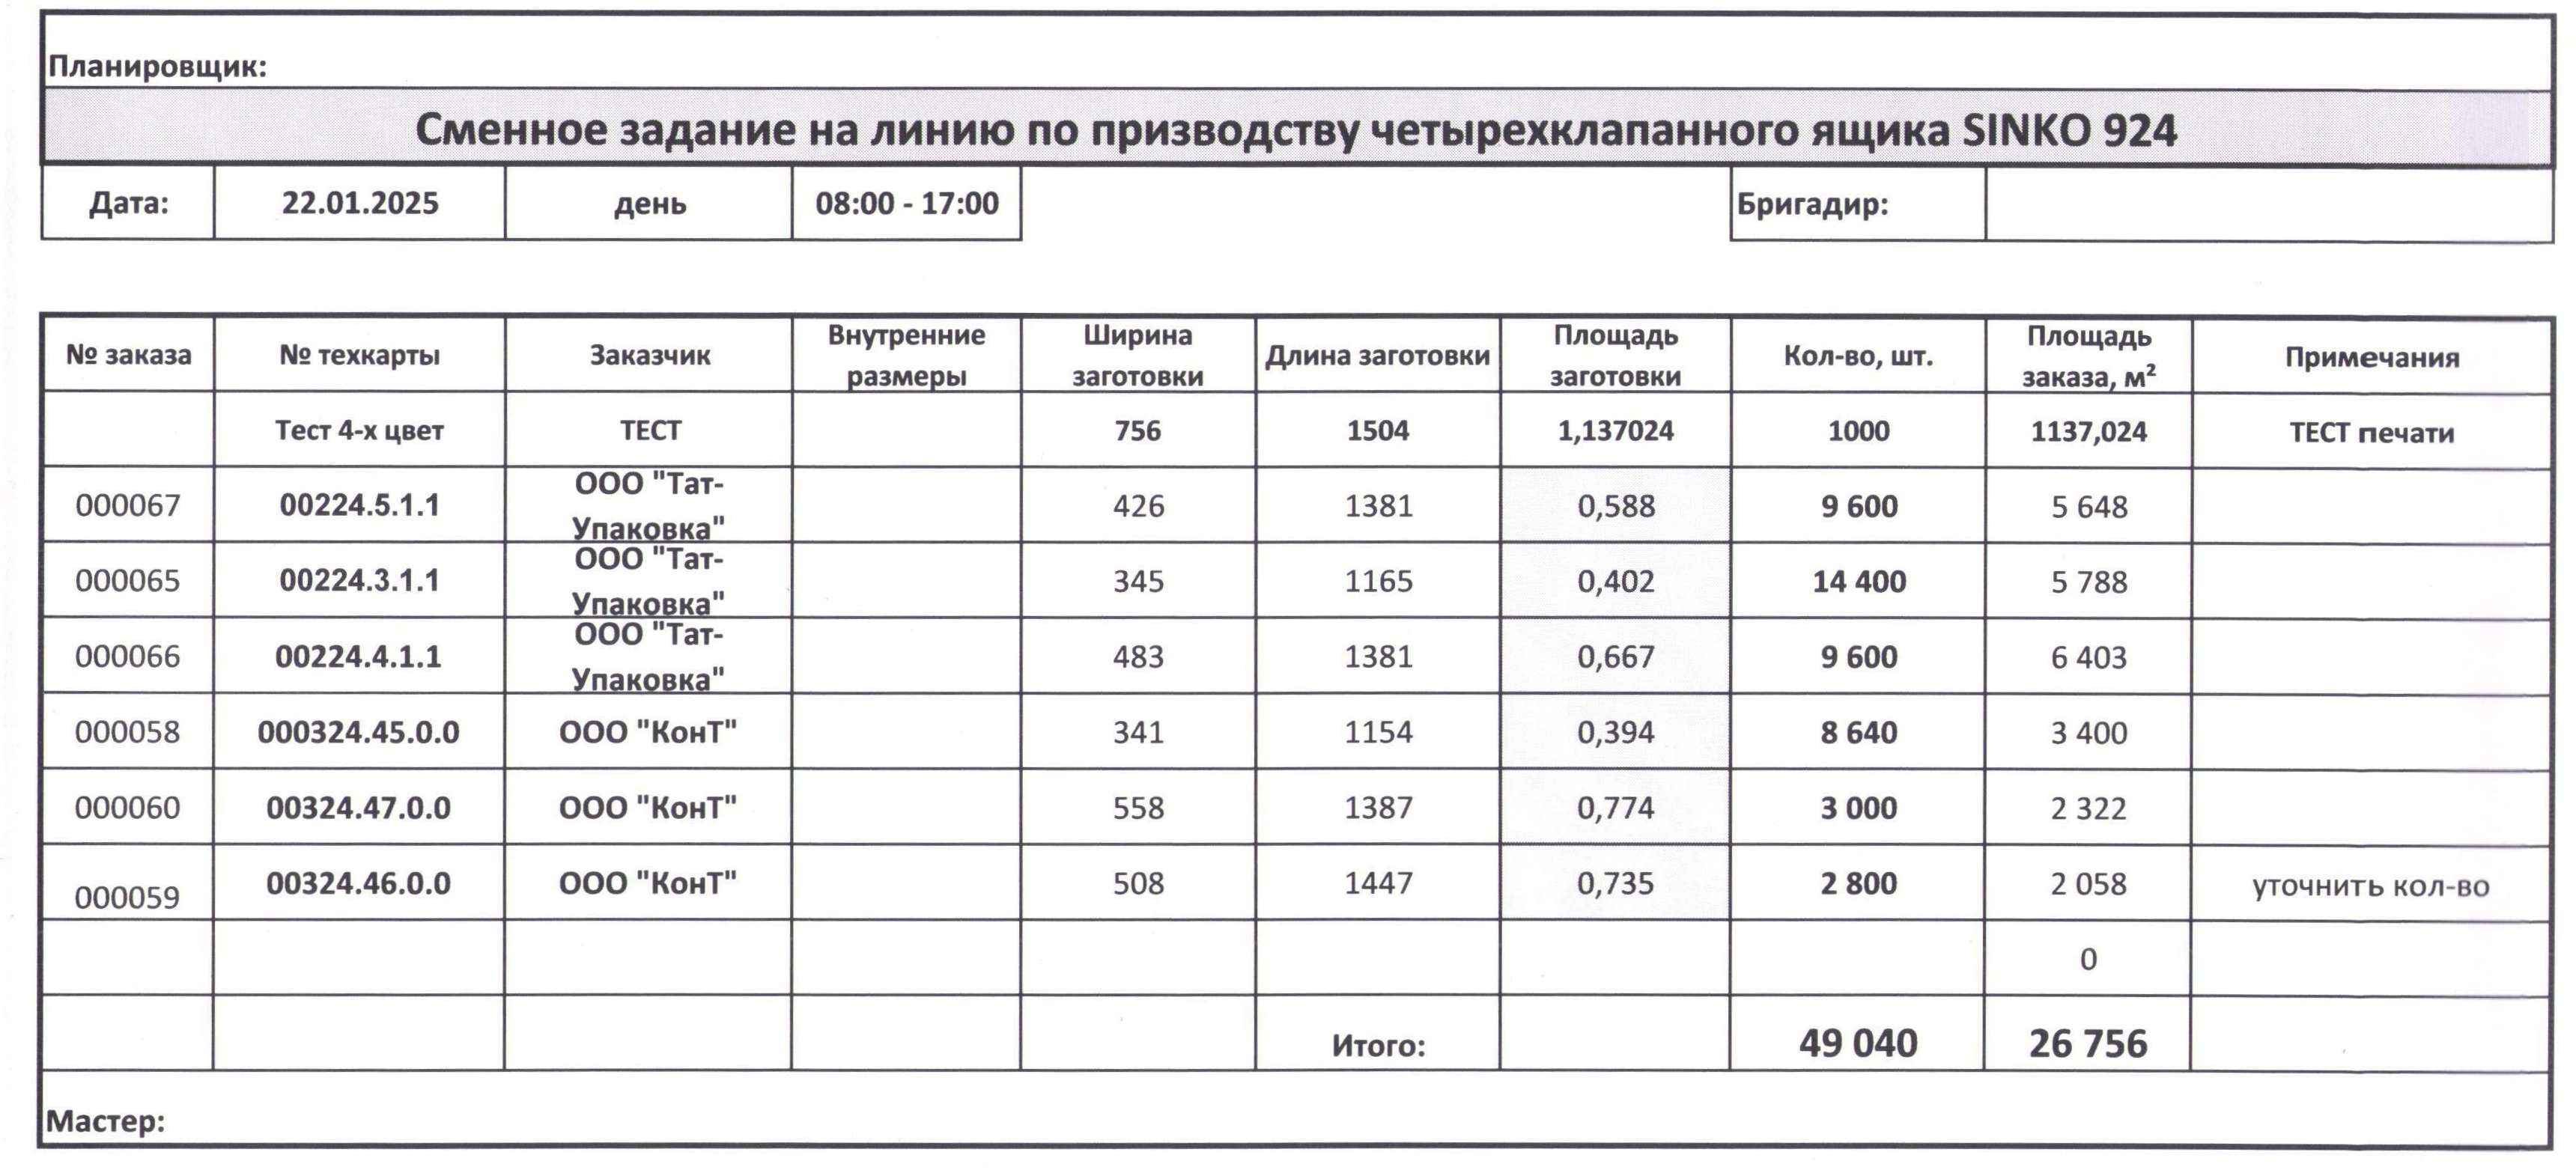 Планировщик:
Сменное задание на линию по призводству четырехклапанного ящика SINKO 924
Дата: 22.01.2025 день 08:00 - 17:00 Бригадир:
№ заказа № техкарты Заказчик Внутренние размеры Ширина заготовки Длина заготовки Площадь заготовки Кол-во, шт. Площадь заказа, м² Примечания
Тест 4-х цвет ТЕСТ 756 1504 1,137024 1000 1137,024 ТЕСТ печати
000067 00224.5.1.1 ООО "Тат-Упаковка" 426 1381 0,588 9 600 5 648
000065 00224.3.1.1 ООО "Тат-Упаковка" 345 1165 0,402 14 400 5 788
000066 00224.4.1.1 ООО "Тат-Упаковка" 483 1381 0,667 9 600 6 403
000058 000324.45.0.0 ООО "КонТ" 341 1154 0,394 8 640 3 400
000060 00324.47.0.0 ООО "КонТ" 558 1387 0,774 3 000 2 322
000059 00324.46.0.0 ООО "КонТ" 508 1447 0,735 2 800 2 058 уточнить кол-во
0
Итого: 49 040 26 756
Мастер: